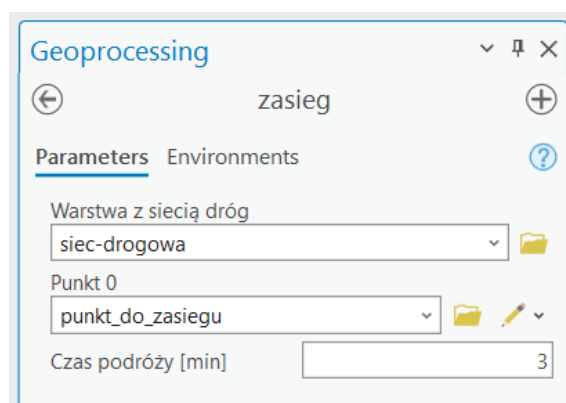 Geoprocessing
zasieg
Parameters Environments
Warstwa z siecią dróg
siec-drogowa
Punkt 0
punkt_do_zasiegu
Czas podróży [min] 3